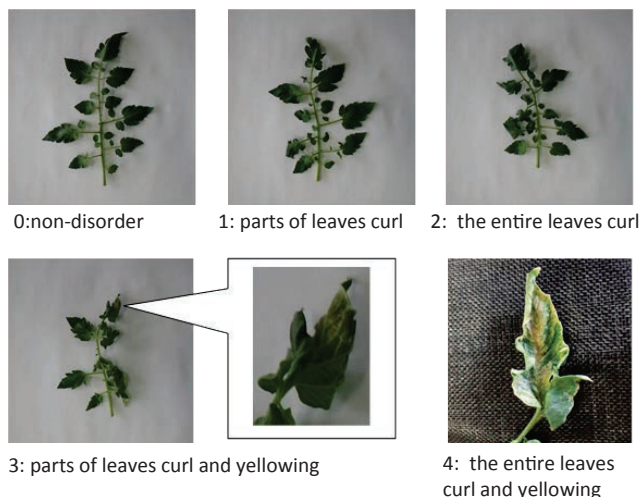 0:non-disorder
1: parts of leaves curl
2: the entire leaves curl
3: parts of leaves curl and yellowing
4: the entire leaves
curl and yellowing